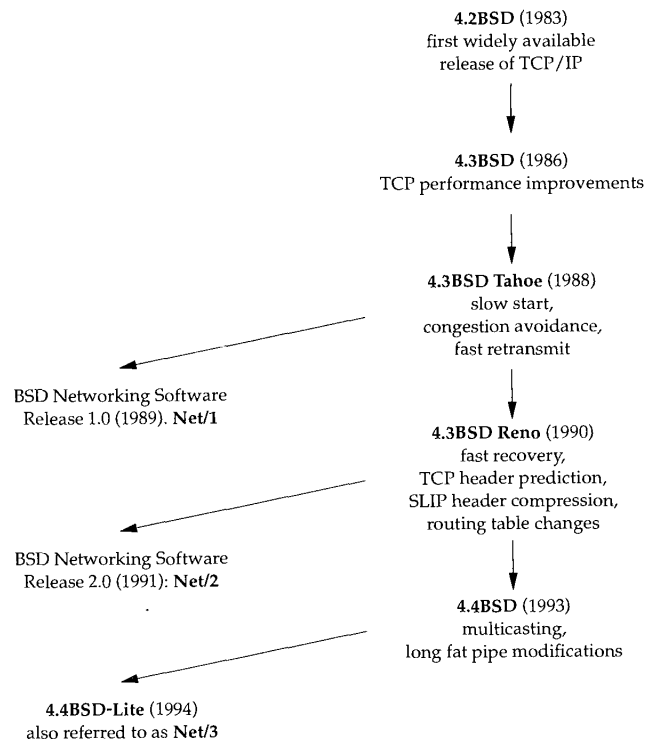 4.2BSD (1983)
first widely available
release of TCP/IP
4.3BSD (1986)
TCP performance improvements
4.3BSD Tahoe (1988)
slow start,
congestion avoidance,
fast retransmit
BSD Networking Software
Release 1.0 (1989). Net/1
4.3BSD Reno (1990)
fast recovery,
TCP header prediction,
SLIP header compression,
routing table changes
BSD Networking Software
Release 2.0 (1991): Net/2
4.4BSD (1993)
multicasting,
long fat pipe modifications
4.4BSD-Lite (1994)
also referred to as Net/3